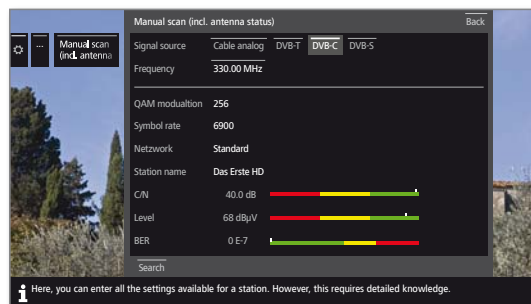 Manual scan (incl. antenna status) Back
... Manual scan
(incl. antenna
Signal source Cable analog DVB-T DVB-C DVB-S
Frequency 330.00 MHz
QAM modualtion 256
Symbol rate 6900
Netzwork Standard
Station name Das Erste HD
C/N 40.0 dB
Level 68 dBµV
BER 0 E-7
Search
i Here, you can enter all the settings available for a station. However, this requires detailed knowledge.